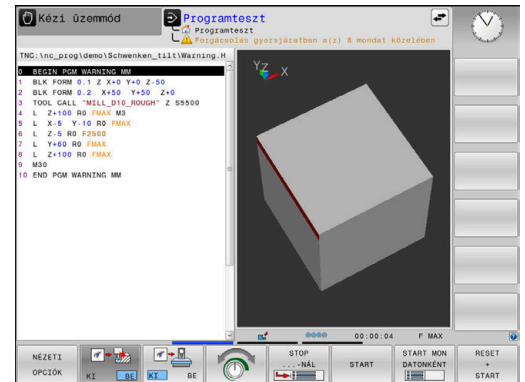 Kézi üzemmód
Programteszt
Programteszt
Forgácsolás gyorsjáratban a(z) 8 mondat közelében
TNC:\nc_prog\demo\Schwenken_tilt\Warning.H
0 BEGIN PGM WARNING MM
1 BLK FORM 0.1 Z X+0 Y+0 Z-50
2 BLK FORM 0.2 X+50 Y+50 Z+0
3 TOOL CALL "MILL_D10_ROUGH" Z S5500
4 L Z+100 R0 FMAX M3
5 L X-5 Y-10 R0 FMAX
6 L Z-5 R0 F2500
7 L Y+60 R0 FMAX
8 L Z+100 R0 FMAX
9 M30
10 END PGM WARNING MM
Y Z X
00:00:04 F MAX
NÉZETI
OPCIÓK
KI BE
KI BE
STOP
...-NÁL
START
START MON
DATONKÉNT
RESET
+
START